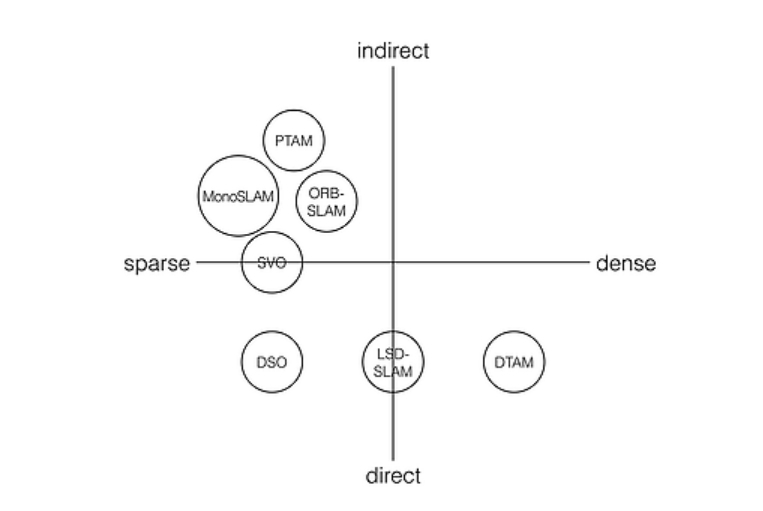 indirect
PTAM
MonoSLAM
ORB-
SLAM
sparse
SVO
dense
DSO
LSD-
SLAM
DTAM
direct